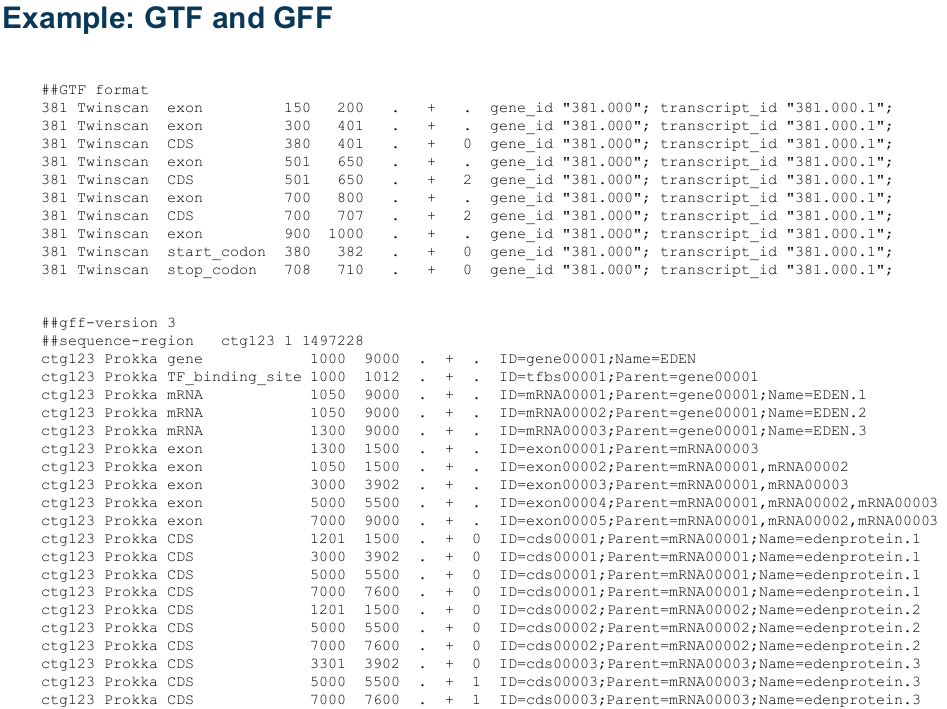 Example: GTF and GFF
##GTF format
381 Twinscan exon 150 200 . + . gene_id "381.000"; transcript_id "381.000.1";
381 Twinscan exon 300 401 . + . gene_id "381.000"; transcript_id "381.000.1";
381 Twinscan CDS 380 401 . + 0 gene_id "381.000"; transcript_id "381.000.1";
381 Twinscan exon 501 650 . + . gene_id "381.000"; transcript_id "381.000.1";
381 Twinscan CDS 501 650 . + 2 gene_id "381.000"; transcript_id "381.000.1";
381 Twinscan exon 700 800 . + . gene_id "381.000"; transcript_id "381.000.1";
381 Twinscan CDS 700 707 . + 2 gene_id "381.000"; transcript_id "381.000.1";
381 Twinscan exon 900 1000 . + . gene_id "381.000"; transcript_id "381.000.1";
381 Twinscan start_codon 380 382 . + 0 gene_id "381.000"; transcript_id "381.000.1";
381 Twinscan stop_codon 708 710 . + 0 gene_id "381.000"; transcript_id "381.000.1";
##gff-version 3
##sequence-region ctg123 1 1497228
ctg123 Prokka gene 1000 9000 . + . ID=gene00001;Name=EDEN
ctg123 Prokka TF_binding_site 1000 1012 . + . ID=tfbs00001;Parent=gene00001
ctg123 Prokka mRNA 1050 9000 . + . ID=mRNA00001;Parent=gene00001;Name=EDEN.1
ctg123 Prokka mRNA 1050 9000 . + . ID=mRNA00002;Parent=gene00001;Name=EDEN.2
ctg123 Prokka mRNA 1300 9000 . + . ID=mRNA00003;Parent=gene00001;Name=EDEN.3
ctg123 Prokka exon 1300 1500 . + . ID=exon00001;Parent=mRNA00003
ctg123 Prokka exon 1050 1500 . + . ID=exon00002;Parent=mRNA00001,mRNA00002
ctg123 Prokka exon 3000 3902 . + . ID=exon00003;Parent=mRNA00001,mRNA00003
ctg123 Prokka exon 5000 5500 . + . ID=exon00004;Parent=mRNA00001,mRNA00002,mRNA00003
ctg123 Prokka exon 7000 9000 . + . ID=exon00005;Parent=mRNA00001,mRNA00002,mRNA00003
ctg123 Prokka CDS 1201 1500 . + 0 ID=cds00001;Parent=mRNA00001;Name=edenprotein.1
ctg123 Prokka CDS 3000 3902 . + 0 ID=cds00001;Parent=mRNA00001;Name=edenprotein.1
ctg123 Prokka CDS 5000 5500 . + 0 ID=cds00001;Parent=mRNA00001;Name=edenprotein.1
ctg123 Prokka CDS 7000 7600 . + 0 ID=cds00001;Parent=mRNA00001;Name=edenprotein.1
ctg123 Prokka CDS 1201 1500 . + 0 ID=cds00002;Parent=mRNA00002;Name=edenprotein.2
ctg123 Prokka CDS 5000 5500 . + 0 ID=cds00002;Parent=mRNA00002;Name=edenprotein.2
ctg123 Prokka CDS 7000 7600 . + 0 ID=cds00002;Parent=mRNA00002;Name=edenprotein.2
ctg123 Prokka CDS 3301 3902 . + 0 ID=cds00003;Parent=mRNA00003;Name=edenprotein.3
ctg123 Prokka CDS 5000 5500 . + 1 ID=cds00003;Parent=mRNA00003;Name=edenprotein.3
ctg123 Prokka CDS 7000 7600 . + 1 ID=cds00003;Parent=mRNA00003;Name=edenprotein.3